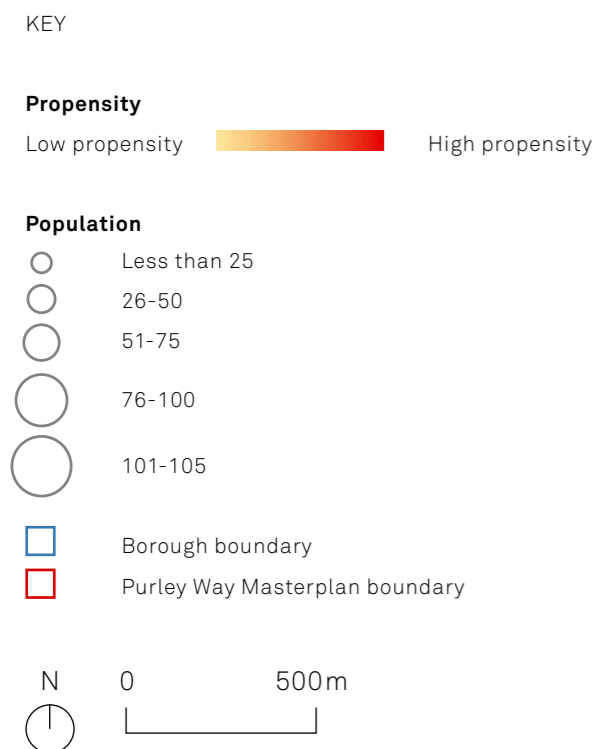 KEY
Propensity
Low propensity High propensity
Population
Less than 25
26-50
51-75
76-100
101-105
Borough boundary
Purley Way Masterplan boundary
N 0 500m